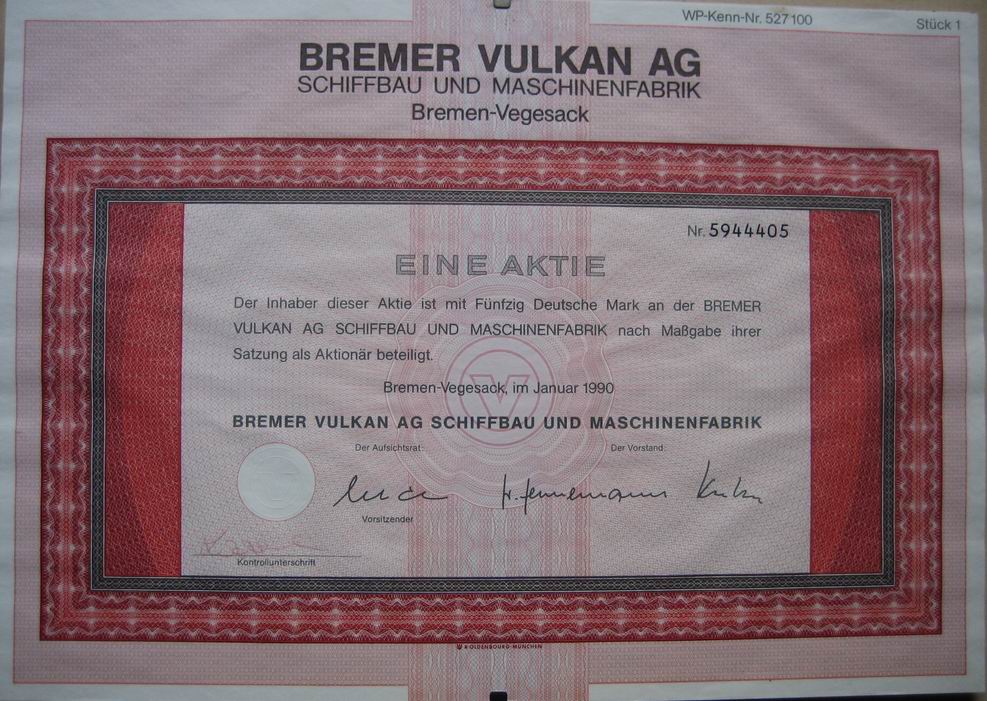 WP-Kenn-Nr. 527100
Stück 1
BREMER VULKAN AG
SCHIFFBAU UND MASCHINENFABRIK
Bremen-Vegesack
Nr. 5944405
EINE AKTIE
Der Inhaber dieser Aktie ist mit Fünfzig Deutsche Mark an der BREMER
VULKAN AG SCHIFFBAU UND MASCHINENFABRIK nach Maßgabe ihrer
Satzung als Aktionär beteiligt.
Bremen-Vegesack, im Januar 1990
BREMER VULKAN AG SCHIFFBAU UND MASCHINENFABRIK
Der Aufsichtsrat:
Der Vorstand:
Vorsitzender
Kontrollunterschrift
R·OLDENBOURG·MÜNCHEN